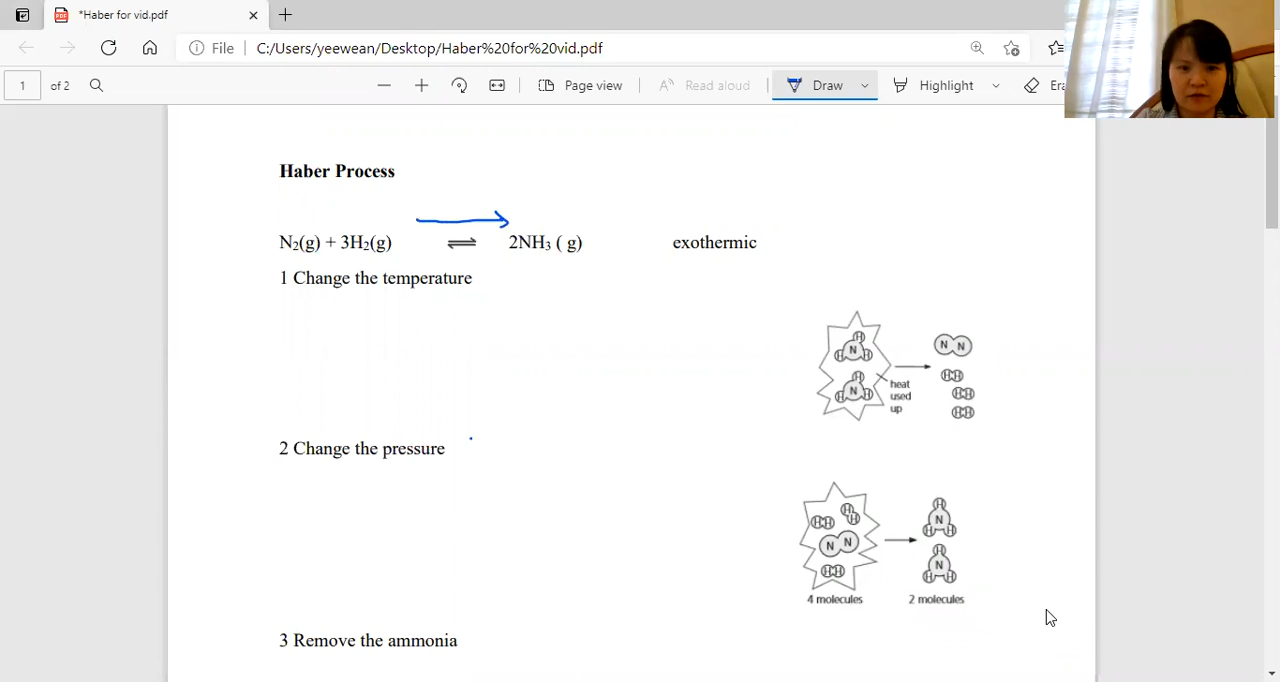 *Haber for vid.pdf
File C:/Users/yeewean/Desktop/Haber%20for%20vid.pdf
1 of 2 Page view Read aloud Draw Highlight Era
Haber Process
N₂(g) + 3H₂(g) ⇌ 2NH₃ ( g) exothermic
1 Change the temperature
H
N
H H
H
N
H H
heat
used
up
N N
H H
H H
H H
2 Change the pressure
H H
H H
N N
H H
4 molecules
H
N
H H
H
N
H H
2 molecules
3 Remove the ammonia